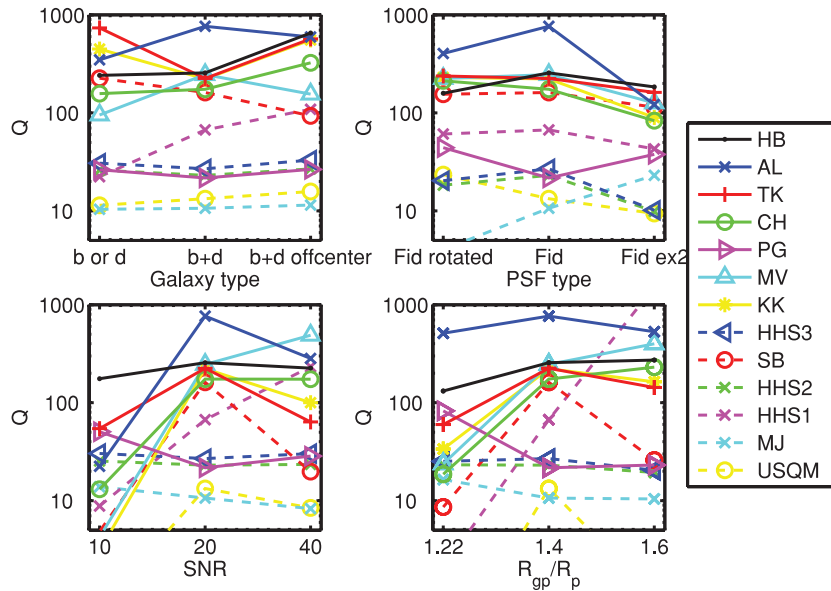 1000
100
10
Q
b or d
b+d
b+d offcenter
Galaxy type
1000
100
10
Q
Fid rotated
Fid
Fid ex2
PSF type
1000
100
10
Q
10
20
40
SNR
1000
100
10
Q
1.22
1.4
1.6
R_gp/R_p
HB
AL
TK
CH
PG
MV
KK
HHS3
SB
HHS2
HHS1
MJ
USQM